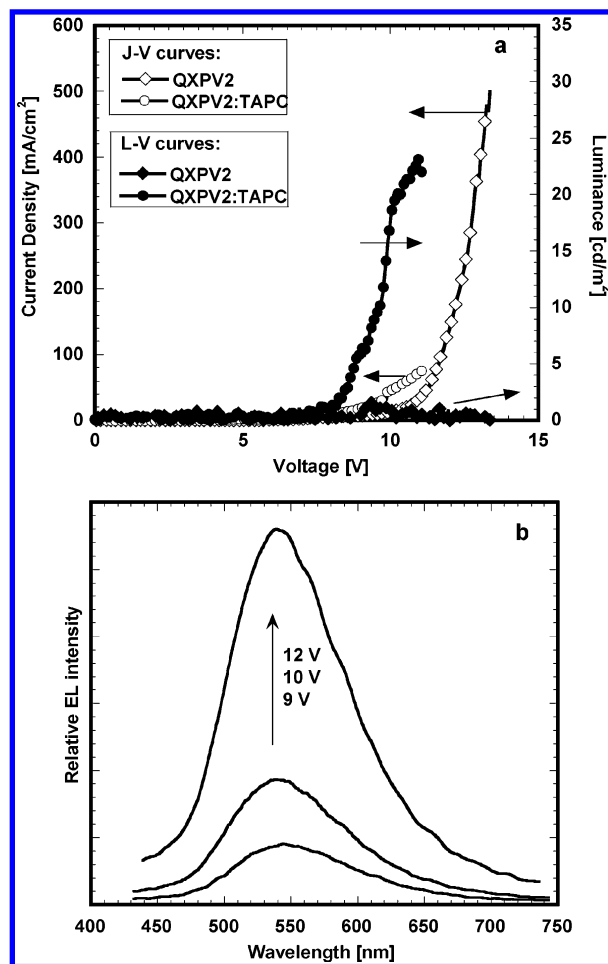 a
J-V curves:
QXPV2
QXPV2:TAPC
L-V curves:
QXPV2
QXPV2:TAPC
Current Density [mA/cm²]
600
500
400
300
200
100
0
Luminance [cd/m²]
35
30
25
20
15
10
5
0
0 5 10 15
Voltage [V]
b
12 V
10 V
9 V
Relative EL intensity
400 450 500 550 600 650 700 750
Wavelength [nm]